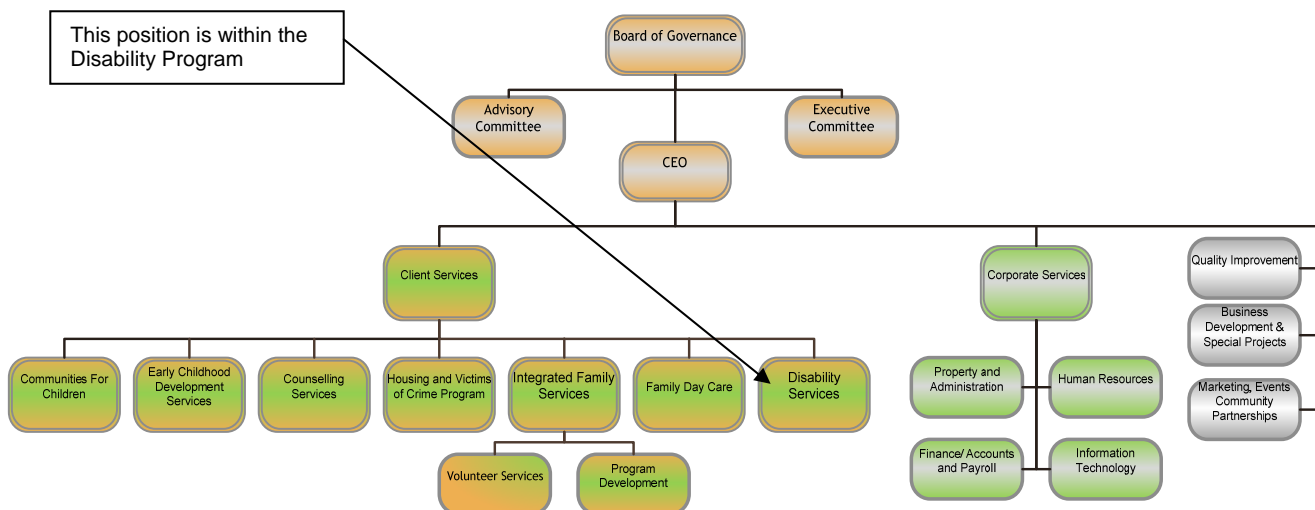 This position is within the
Disability Program
Board of Governance
Advisory
Committee
Executive
Committee
CEO
Client Services
Corporate Services
Quality Improvement
Business
Development &
Special Projects
Marketing, Events
Community
Partnerships
Communities For
Children
Early Childhood
Development
Services
Counselling
Services
Housing and Victims
of Crime Program
Integrated Family
Services
Family Day Care
Disability
Services
Property and
Administration
Human Resources
Volunteer Services
Program
Development
Finance/ Accounts
and Payroll
Information
Technology